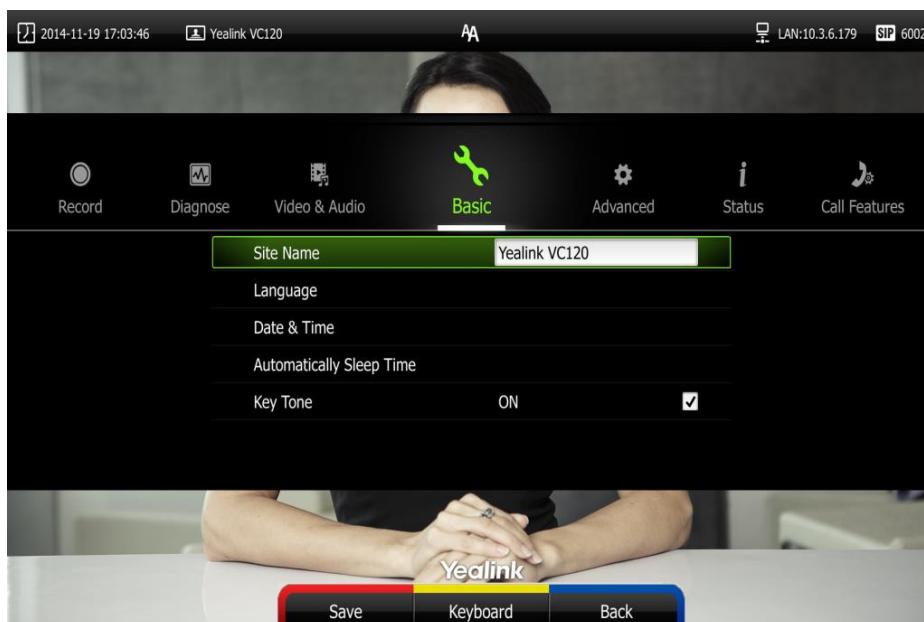 2014-11-19 17:03:46 Yealink VC120 AA LAN:10.3.6.179 SIP 6002
Record Diagnose Video & Audio Basic Advanced Status Call Features
Site Name Yealink VC120
Language
Date & Time
Automatically Sleep Time
Key Tone ON
Yealink
Save Keyboard Back